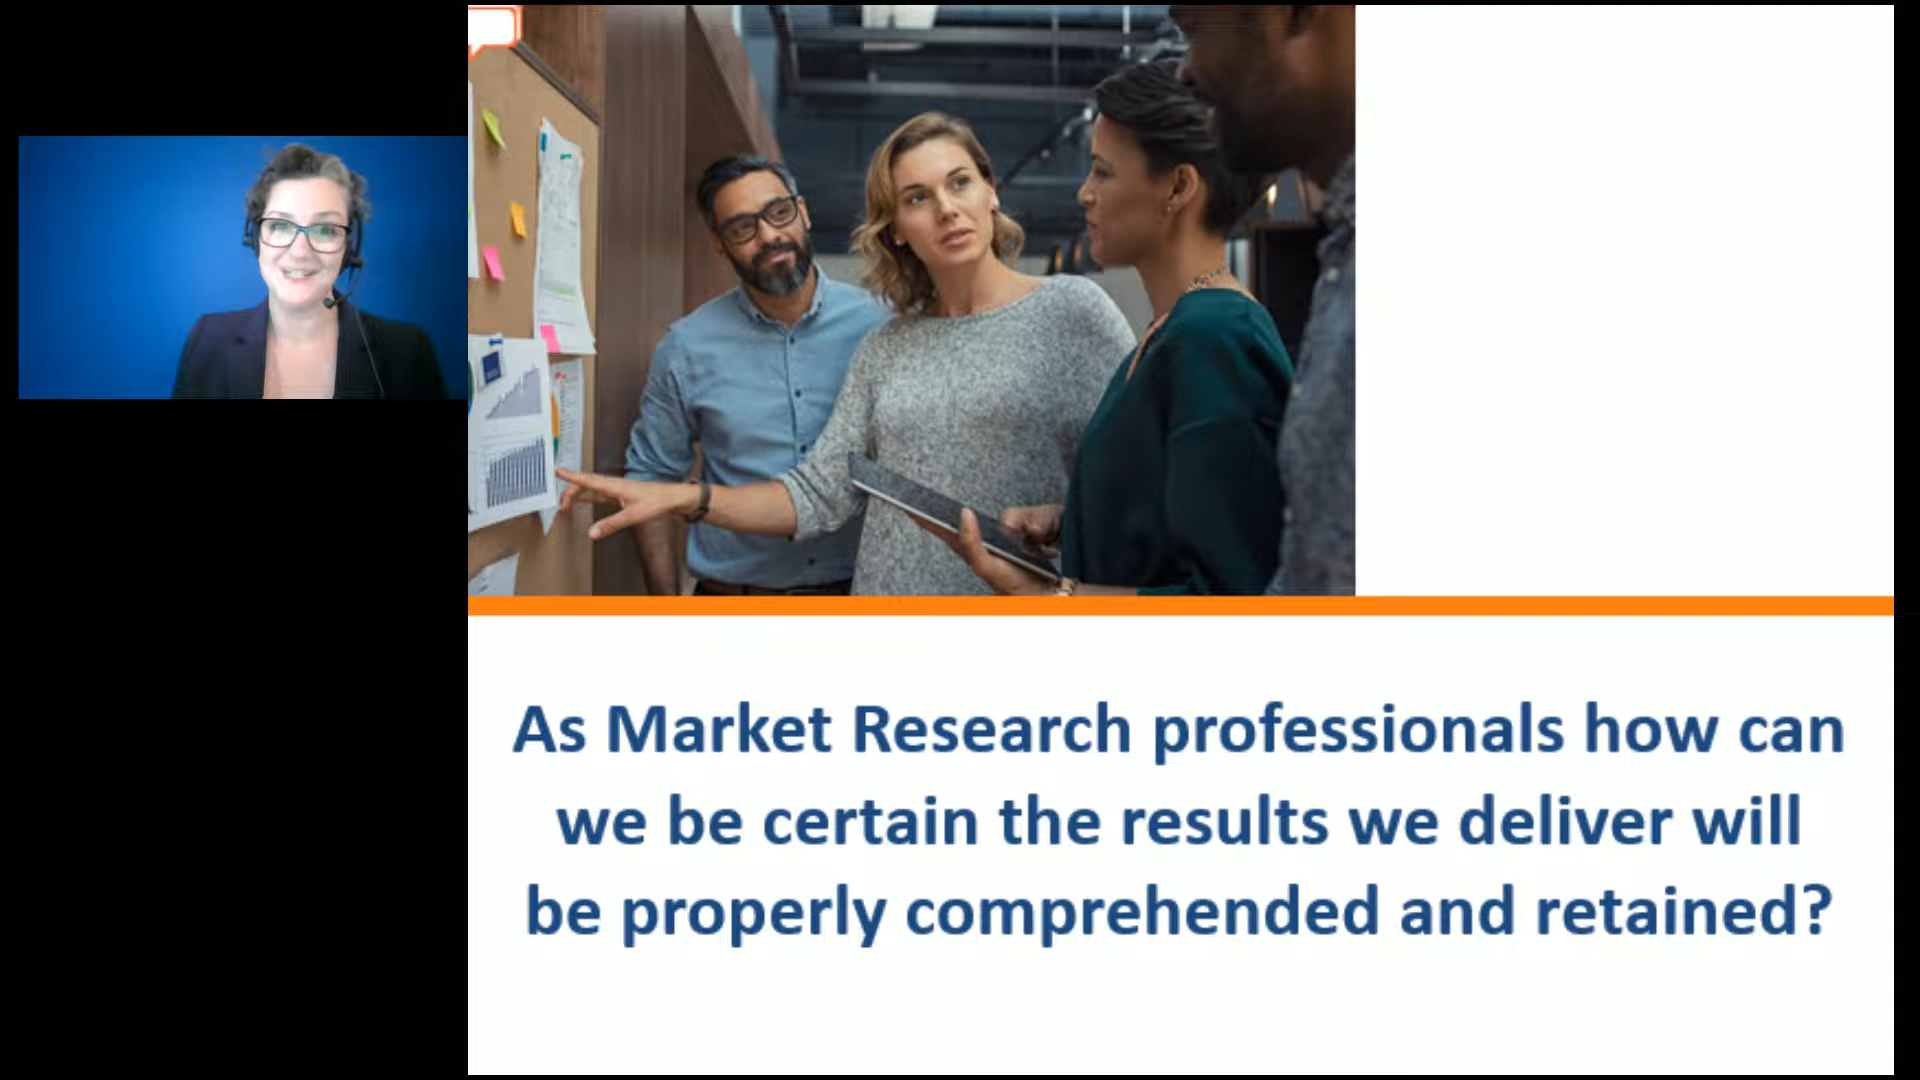 As Market Research professionals how can
we be certain the results we deliver will
be properly comprehended and retained?